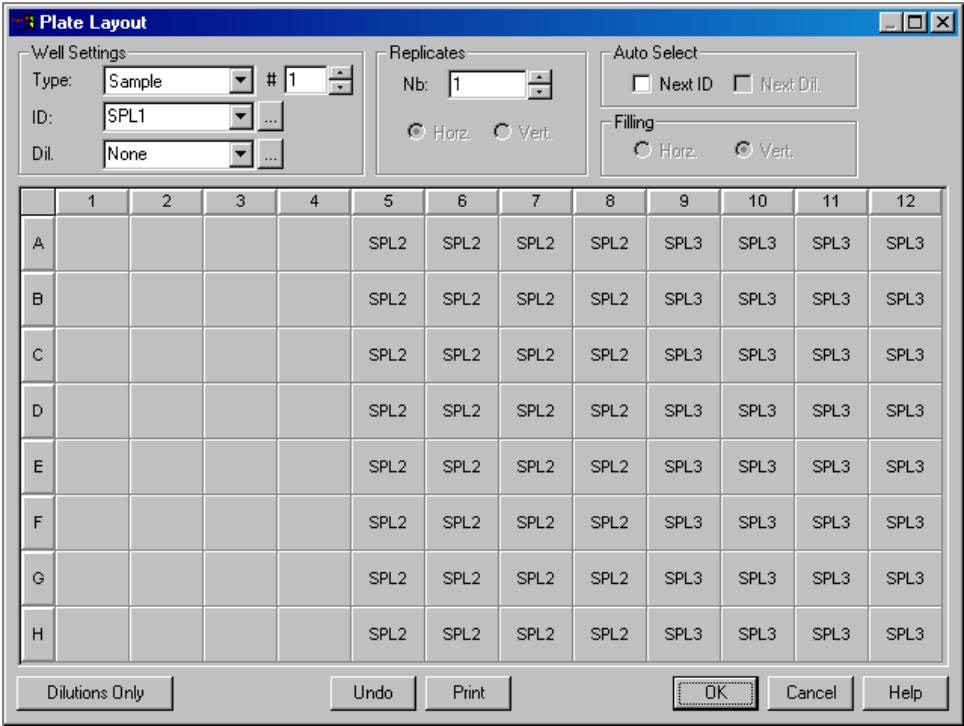 Plate Layout
Well Settings
Type: Sample # 1
ID: SPL1 ...
Dil. None ...
Replicates
Nb: 1
Horz. Vert.
Auto Select
Next ID Next Dil.
Filling
Horz. Vert.
1 2 3 4 5 6 7 8 9 10 11 12
A SPL2 SPL2 SPL2 SPL2 SPL3 SPL3 SPL3 SPL3
B SPL2 SPL2 SPL2 SPL2 SPL3 SPL3 SPL3 SPL3
C SPL2 SPL2 SPL2 SPL2 SPL3 SPL3 SPL3 SPL3
D SPL2 SPL2 SPL2 SPL2 SPL3 SPL3 SPL3 SPL3
E SPL2 SPL2 SPL2 SPL2 SPL3 SPL3 SPL3 SPL3
F SPL2 SPL2 SPL2 SPL2 SPL3 SPL3 SPL3 SPL3
G SPL2 SPL2 SPL2 SPL2 SPL3 SPL3 SPL3 SPL3
H SPL2 SPL2 SPL2 SPL2 SPL3 SPL3 SPL3 SPL3
Dilutions Only Undo Print OK Cancel Help